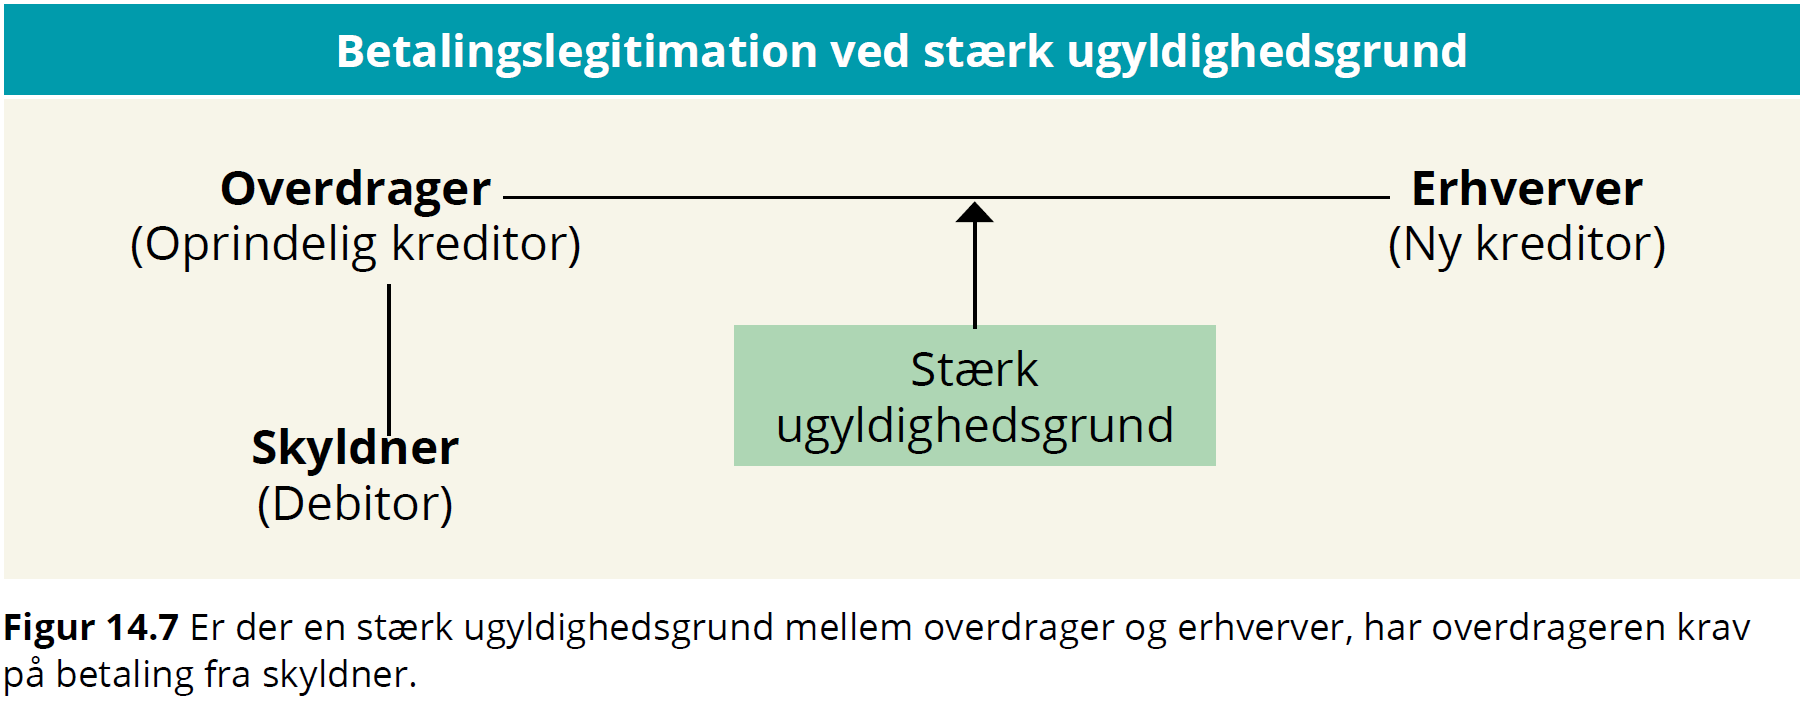 Betalingslegitimation ved stærk ugyldighedsgrund
Overdrager
(Oprindelig kreditor)
Erhverver
(Ny kreditor)
Stærk
ugyldighedsgrund
Skyldner
(Debitor)
Figur 14.7 Er der en stærk ugyldighedsgrund mellem overdrager og erhverver, har overdrageren krav
på betaling fra skyldner.